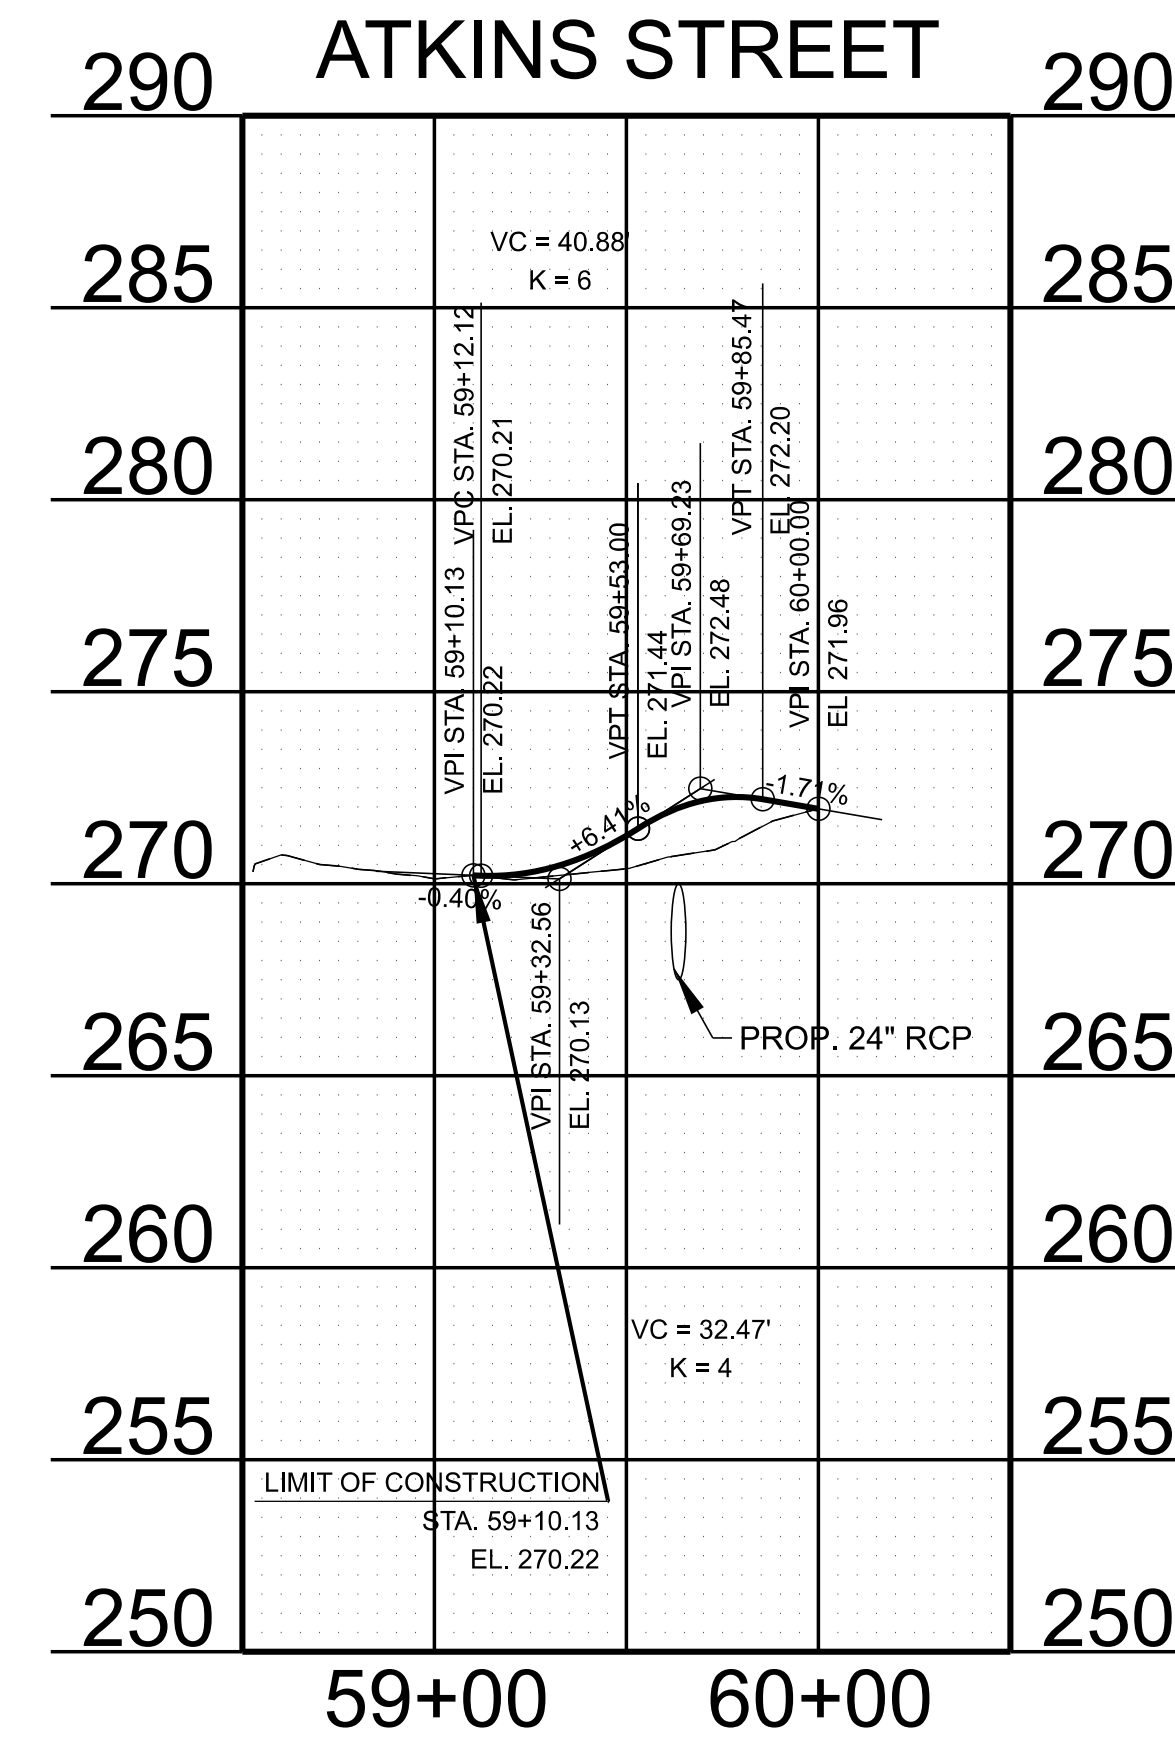 ATKINS STREET
290 290
VC = 40.88'
K = 6
285 285
VPC STA. 59+12.12
EL. 270.21
VPT STA. 59+85.47
EL. 272.20
280 280
VPI STA. 59+10.13
EL. 270.22
VPT STA. 59+53.00
EL. 271.44
VPI STA. 59+69.23
EL. 272.48
VPI STA. 60+00.00
EL 271.96
275 275
+6.41%
-1.71%
270 270
-0.40%
VPI STA. 59+32.56
EL. 270.13
PROP. 24" RCP
265 265
260 260
VC = 32.47'
K = 4
255 255
LIMIT OF CONSTRUCTION
STA. 59+10.13
EL. 270.22
250 250
59+00 60+00